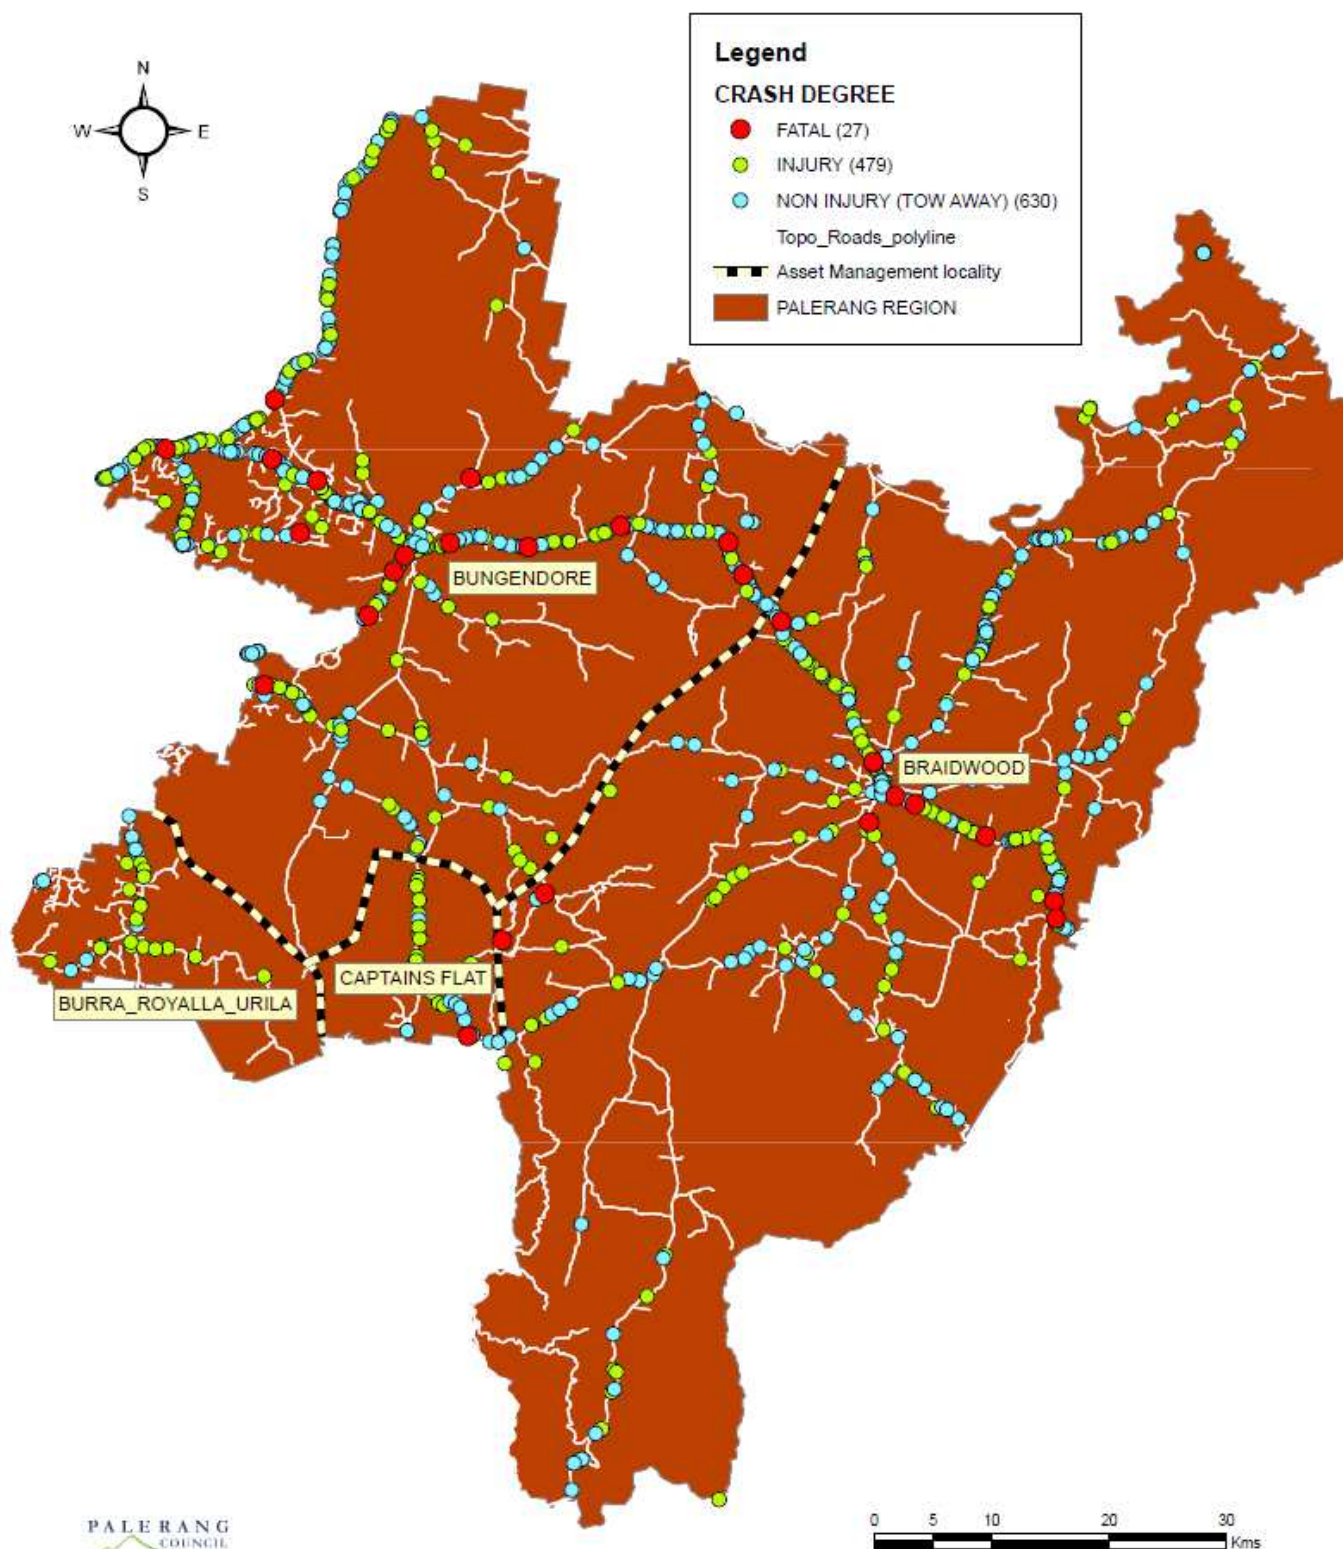 Legend
CRASH DEGREE
FATAL (27)
INJURY (479)
NON INJURY (TOW AWAY) (630)
Topo_Roads_polyline
Asset Management locality
PALERANG REGION
N
W E
S
BUNGENDORE
BRAIDWOOD
CAPTAINS FLAT
BURRA_ROYALLA_URILA
PALERANG
COUNCIL
0 5 10 20 30
Kms